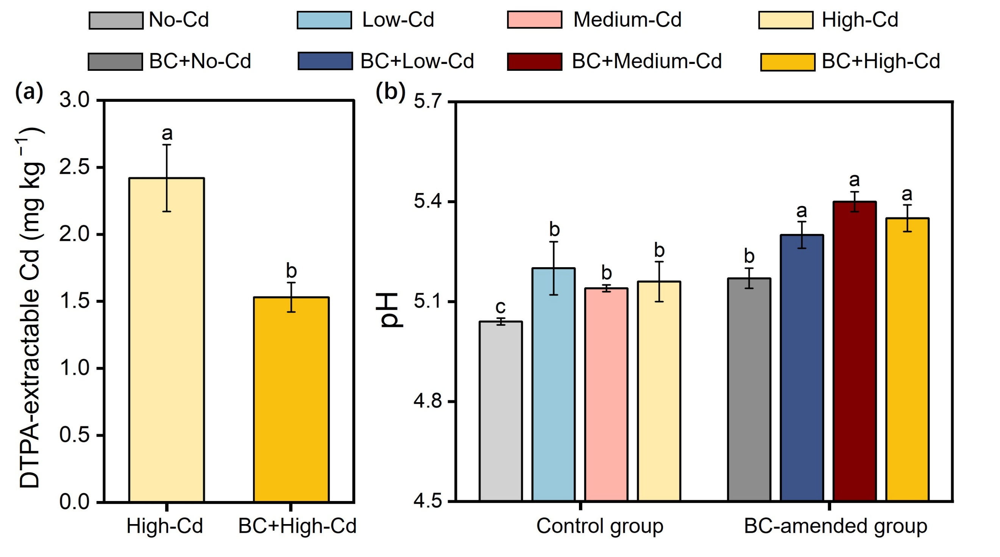 No-Cd Low-Cd Medium-Cd High-Cd
BC+No-Cd BC+Low-Cd BC+Medium-Cd BC+High-Cd
(a)
DTPA-extractable Cd (mg kg⁻¹)
3.0
2.5
2.0
1.5
1.0
0.5
0.0
a
b
High-Cd BC+High-Cd
(b)
pH
5.7
5.4
5.1
4.8
4.5
c
b
b
b
b
a
a
a
Control group BC-amended group